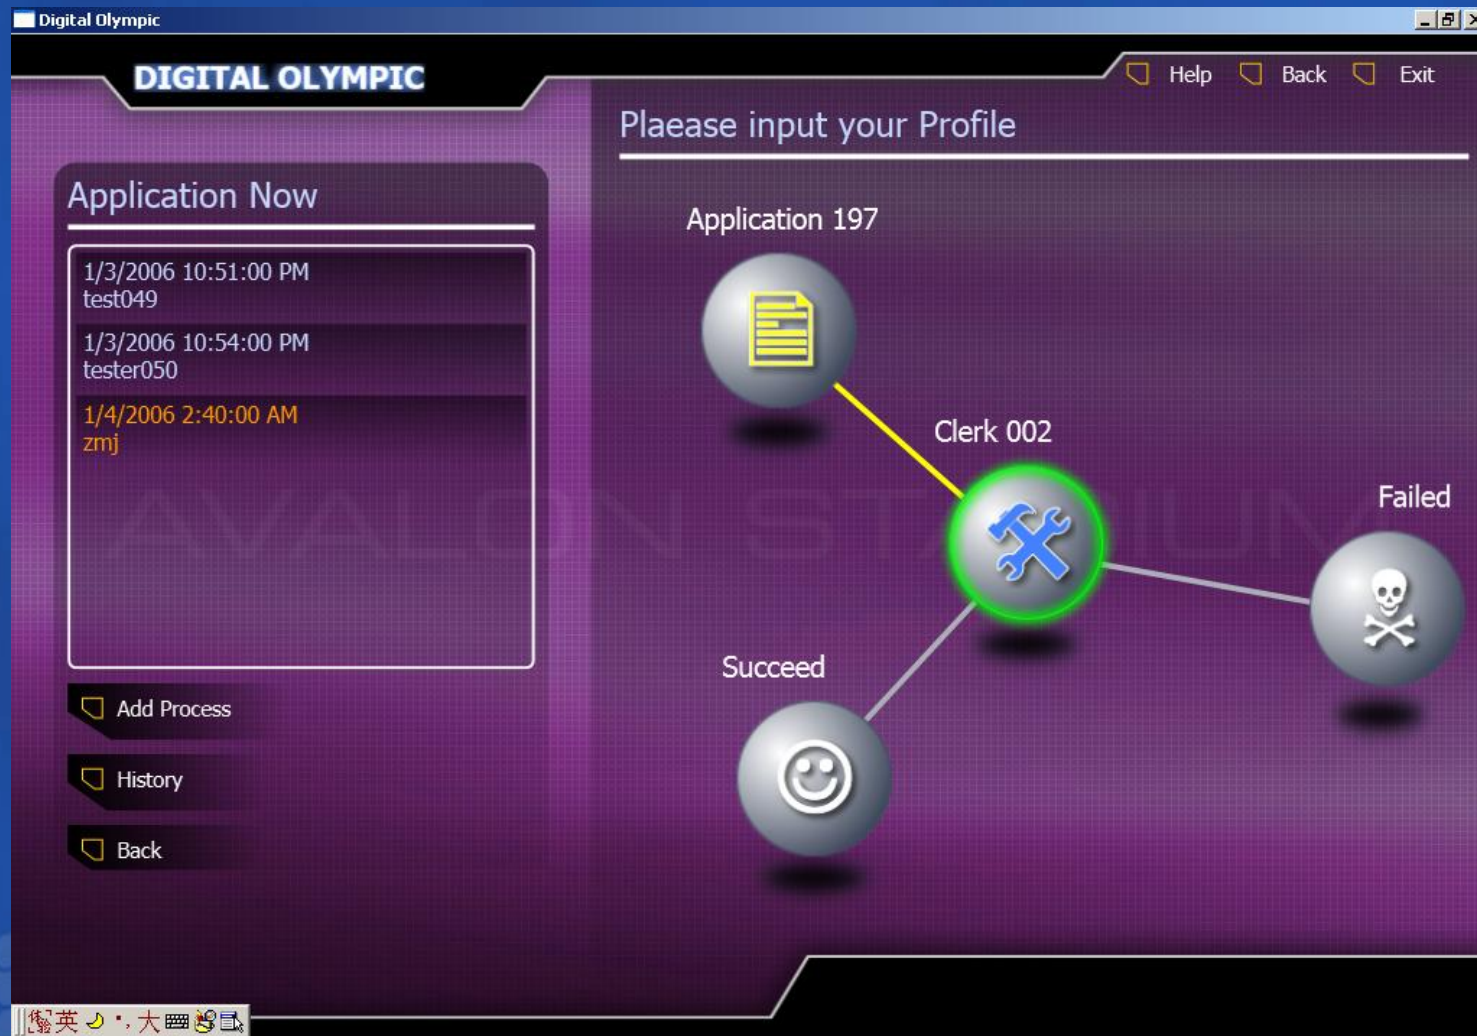 Digital Olympic
DIGITAL OLYMPIC
Help
Back
Exit
Plaease input your Profile
Application Now
1/3/2006 10:51:00 PM
test049
1/3/2006 10:54:00 PM
tester050
1/4/2006 2:40:00 AM
zmj
Add Process
History
Back
Application 197
Clerk 002
Failed
Succeed
AVALON STADIUM
英
大